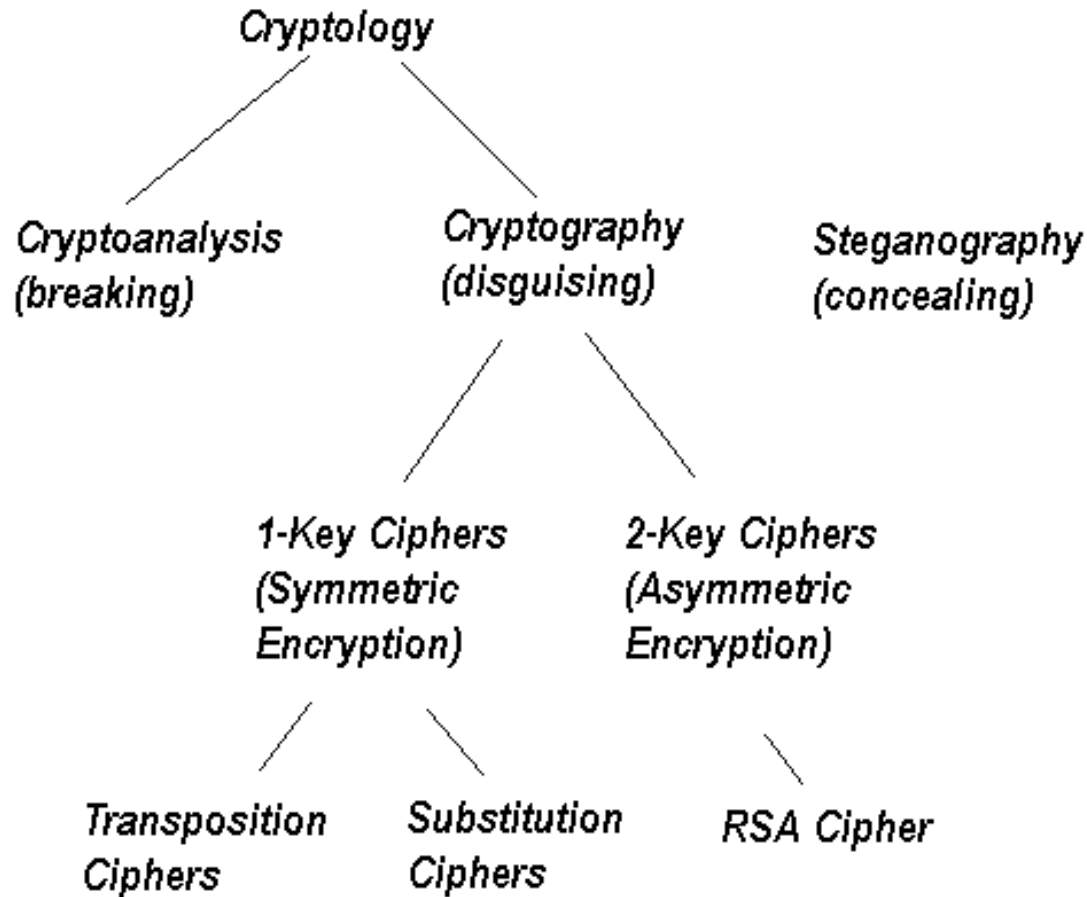 Cryptology
Cryptoanalysis
(breaking)
Cryptography
(disguising)
Steganography
(concealing)
1-Key Ciphers
(Symmetric
Encryption)
2-Key Ciphers
(Asymmetric
Encryption)
Transposition
Ciphers
Substitution
Ciphers
RSA Cipher